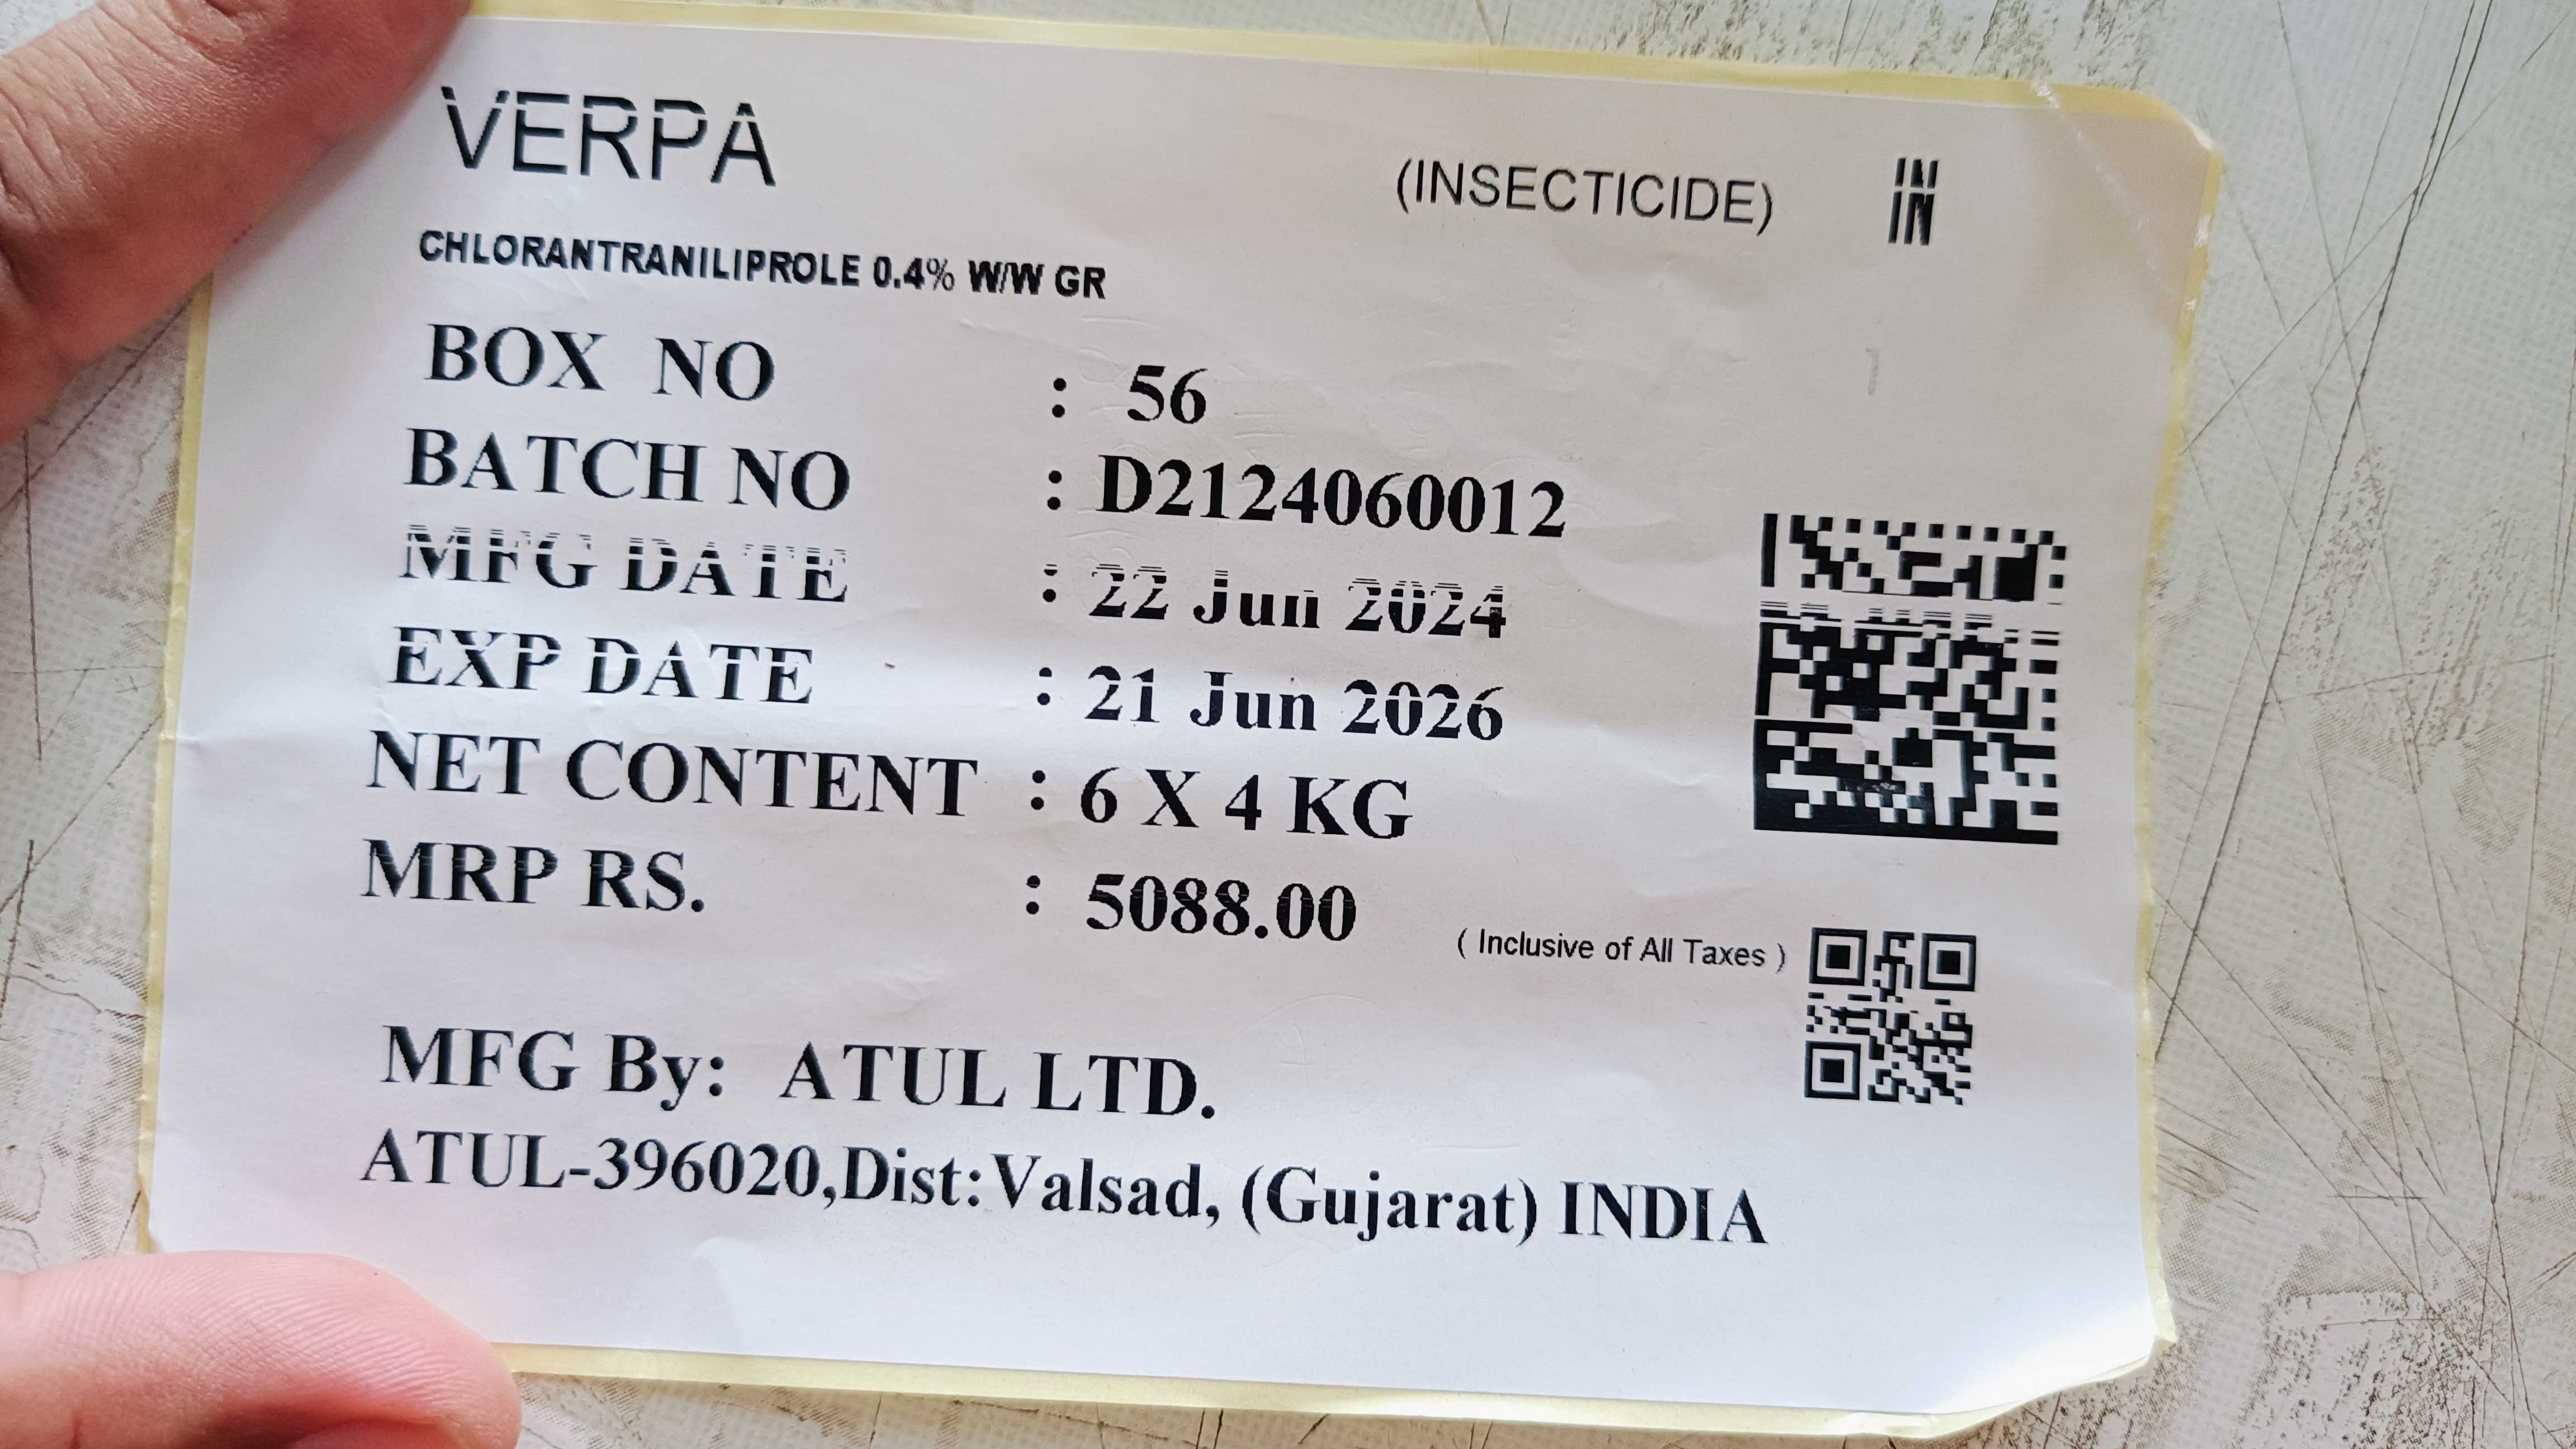 VERPA
(INSECTICIDE)
IN
IN
CHLORANTRANILIPROLE 0.4% W/W GR
BOX NO : 56
BATCH NO : D2124060012
MFG DATE : 22 Jun 2024
EXP DATE : 21 Jun 2026
NET CONTENT : 6 X 4 KG
MRP RS. : 5088.00 ( Inclusive of All Taxes )
MFG By: ATUL LTD.
ATUL-396020,Dist:Valsad, (Gujarat) INDIA